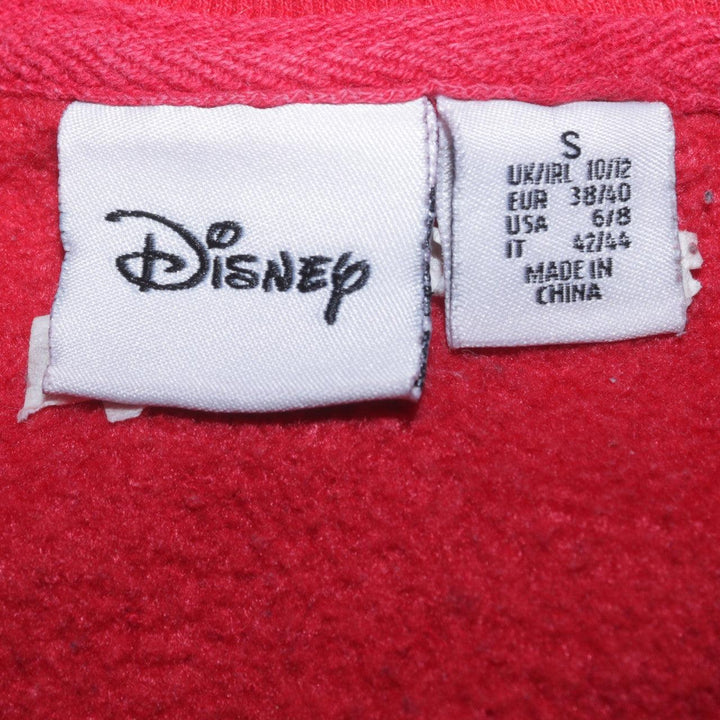 Disney
S
UK/IRL 10/12
EUR 38/40
USA 6/8
IT 42/44
MADE IN
CHINA